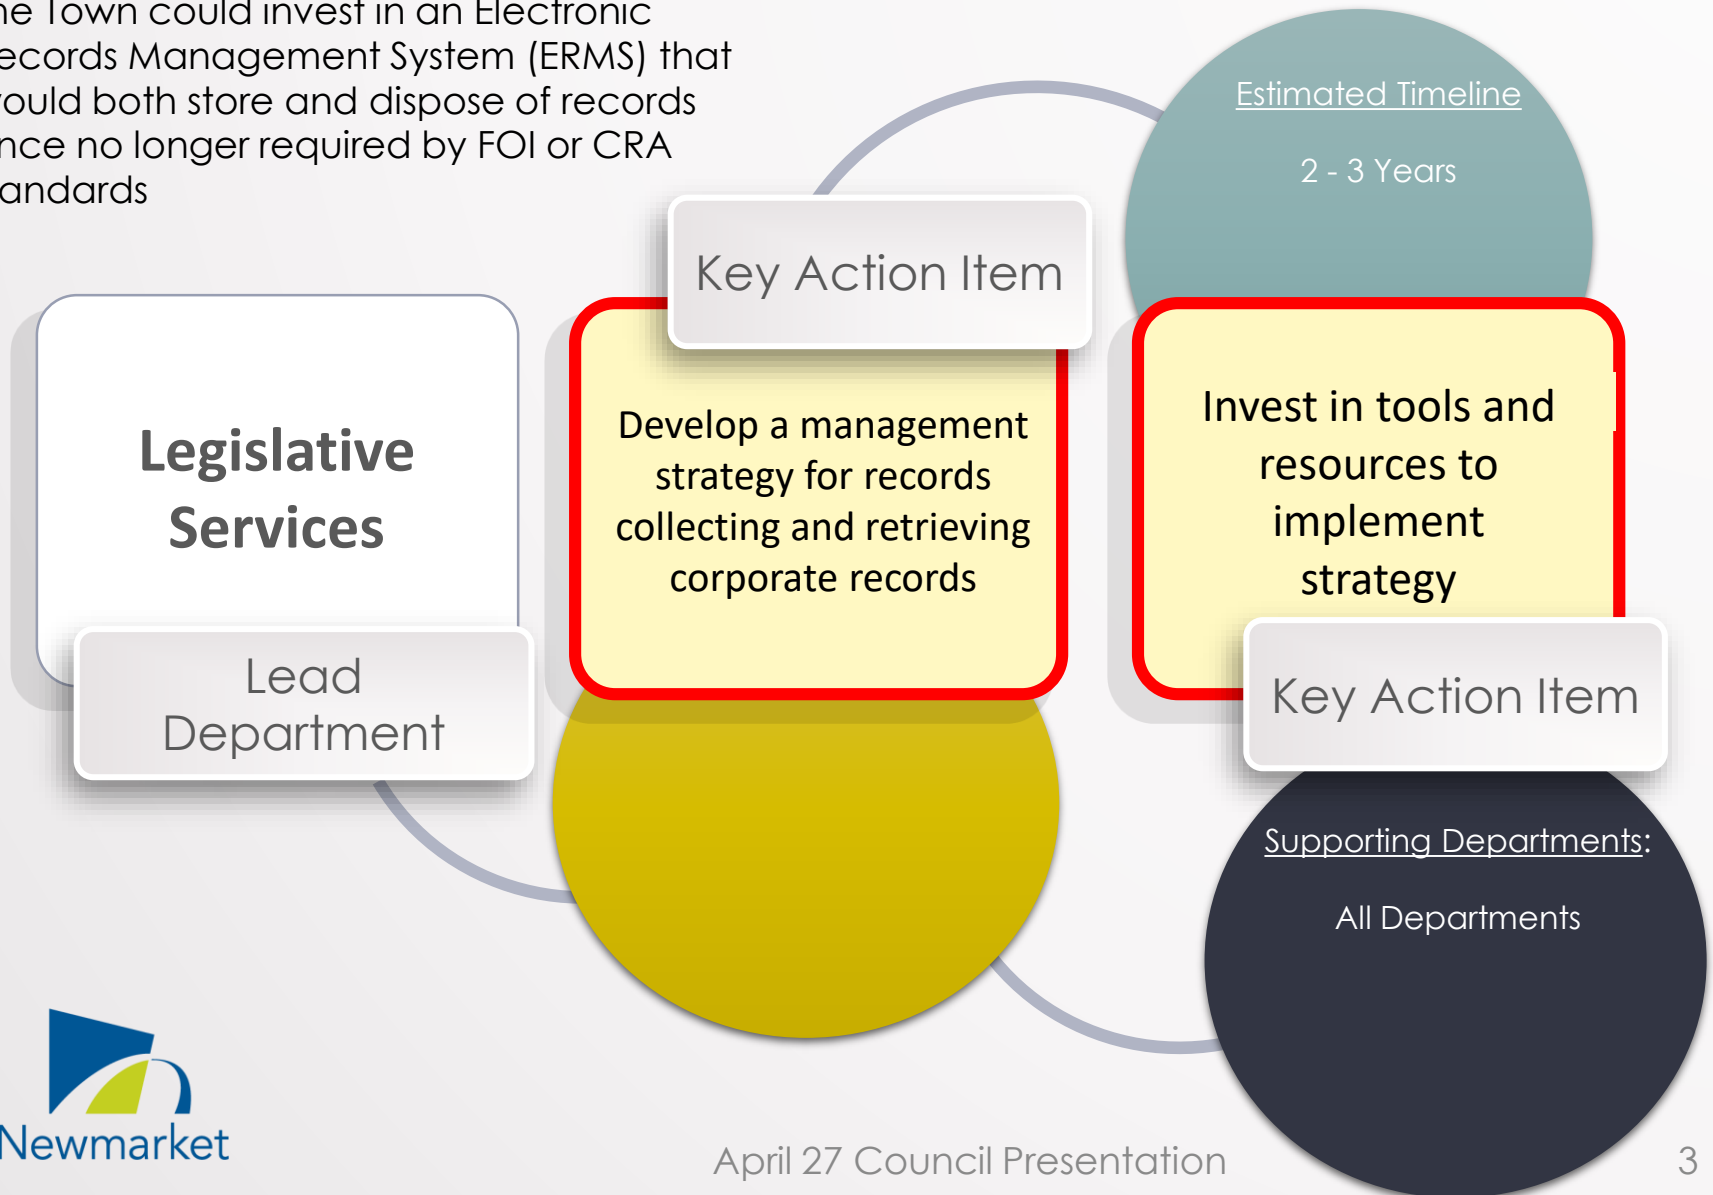 he Town could invest in an Electronic
ecords Management System (ERMS) that
ould both store and dispose of records
nce no longer required by FOI or CRA
andards
Estimated Timeline
2 - 3 Years
Key Action Item
Legislative
Services
Lead
Department
Develop a management
strategy for records
collecting and retrieving
corporate records
Invest in tools and
resources to
implement
strategy
Key Action Item
Supporting Departments:
All Departments
Newmarket
April 27 Council Presentation
3